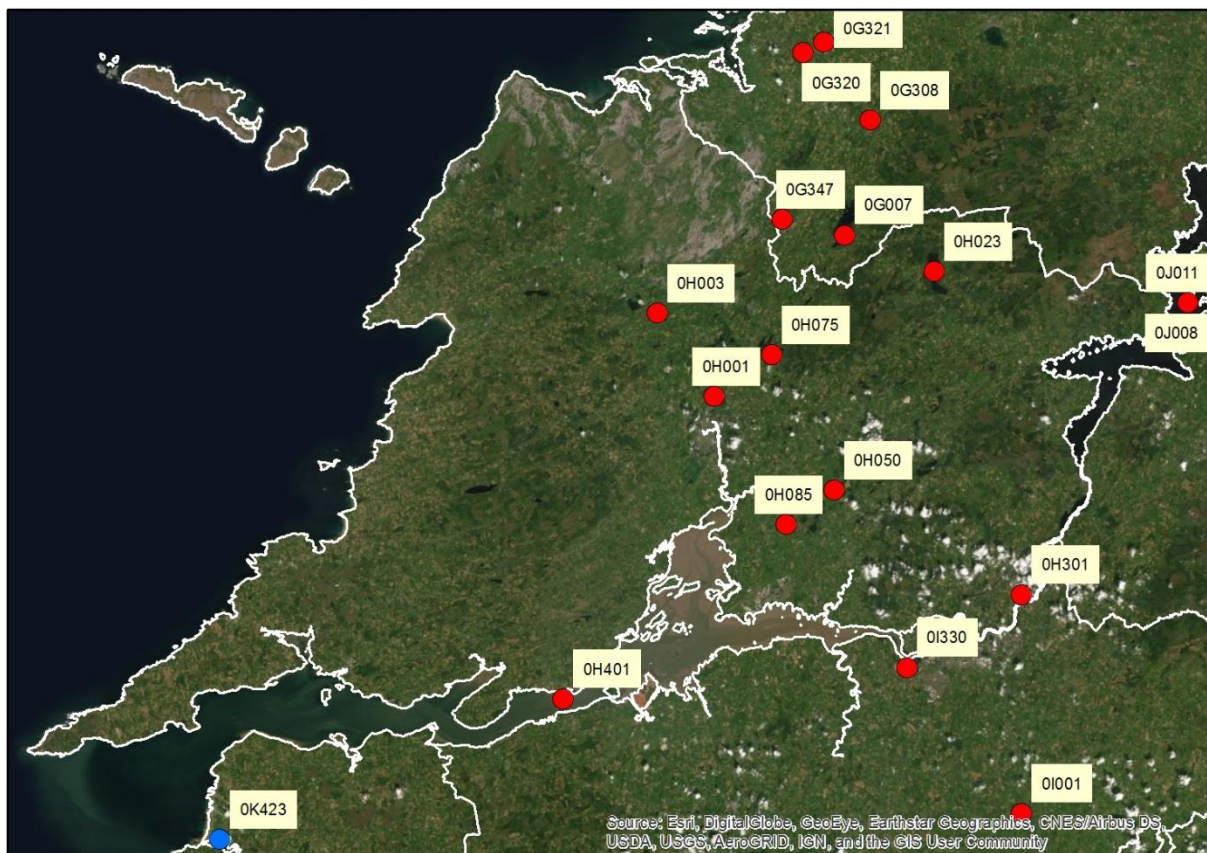 0G321
0G320
0G308
0G347
0G007
0H023
0J011
0H003
0J008
0H075
0H001
0H050
0H085
0H301
0I330
0H401
0I001
0K423
Source: Esri, DigitalGlobe, GeoEye, Earthstar Geographics, CNES/Airbus DS,
USDA, USGS, AeroGRID, IGN, and the GIS User Community